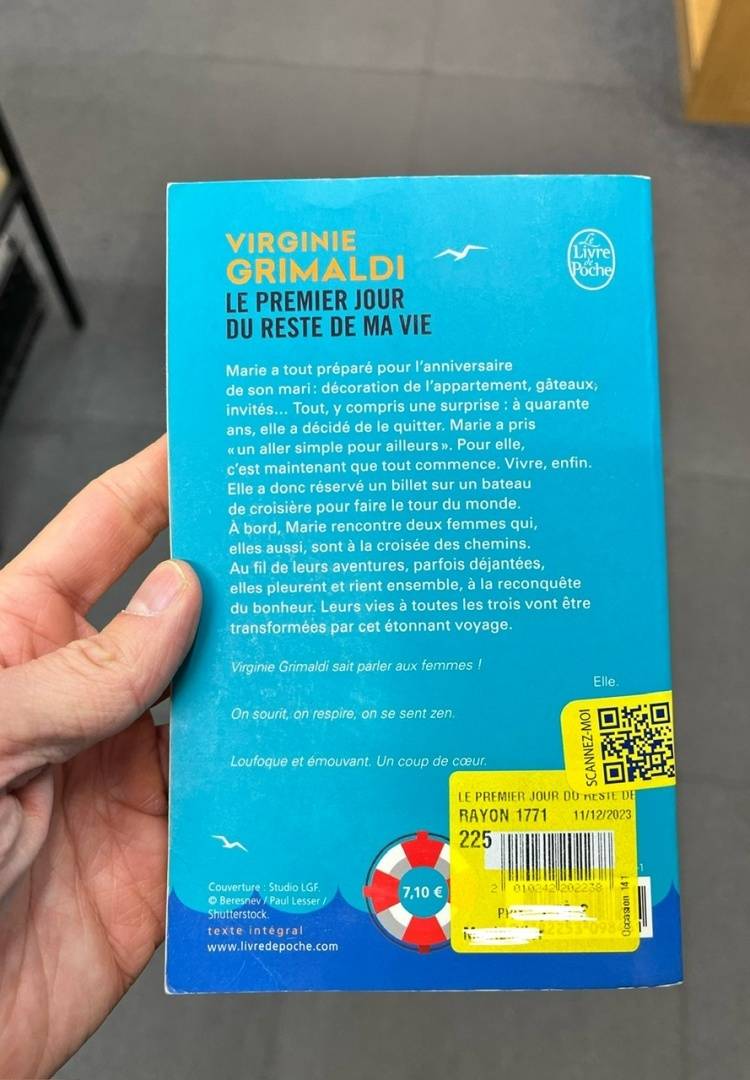 VIRGINIE
GRIMALDI
LE PREMIER JOUR
DU RESTE DE MA VIE
Le
Livre
de
Poche
Marie a tout préparé pour l'anniversaire
de son mari : décoration de l'appartement, gâteaux,
invités... Tout, y compris une surprise : à quarante
ans, elle a décidé de le quitter. Marie a pris
« un aller simple pour ailleurs ». Pour elle,
c'est maintenant que tout commence. Vivre, enfin.
Elle a donc réservé un billet sur un bateau
de croisière pour faire le tour du monde.
À bord, Marie rencontre deux femmes qui,
elles aussi, sont à la croisée des chemins.
Au fil de leurs aventures, parfois déjantées,
elles pleurent et rient ensemble, à la reconquête
du bonheur. Leurs vies à toutes les trois vont être
transformées par cet étonnant voyage.
Virginie Grimaldi sait parler aux femmes !
Elle.
On sourit, on respire, on se sent zen.
Loufoque et émouvant. Un coup de cœur.
SCANNEZ-MOI
LE PREMIER JOUR DU RESTE DE
RAYON 1771 11/12/2023
225
2 010242 202238
Occasion 141
7,10 €
Couverture : Studio LGF.
© Beresnev / Paul Lesser /
Shutterstock.
texte intégral
www.livredepoche.com